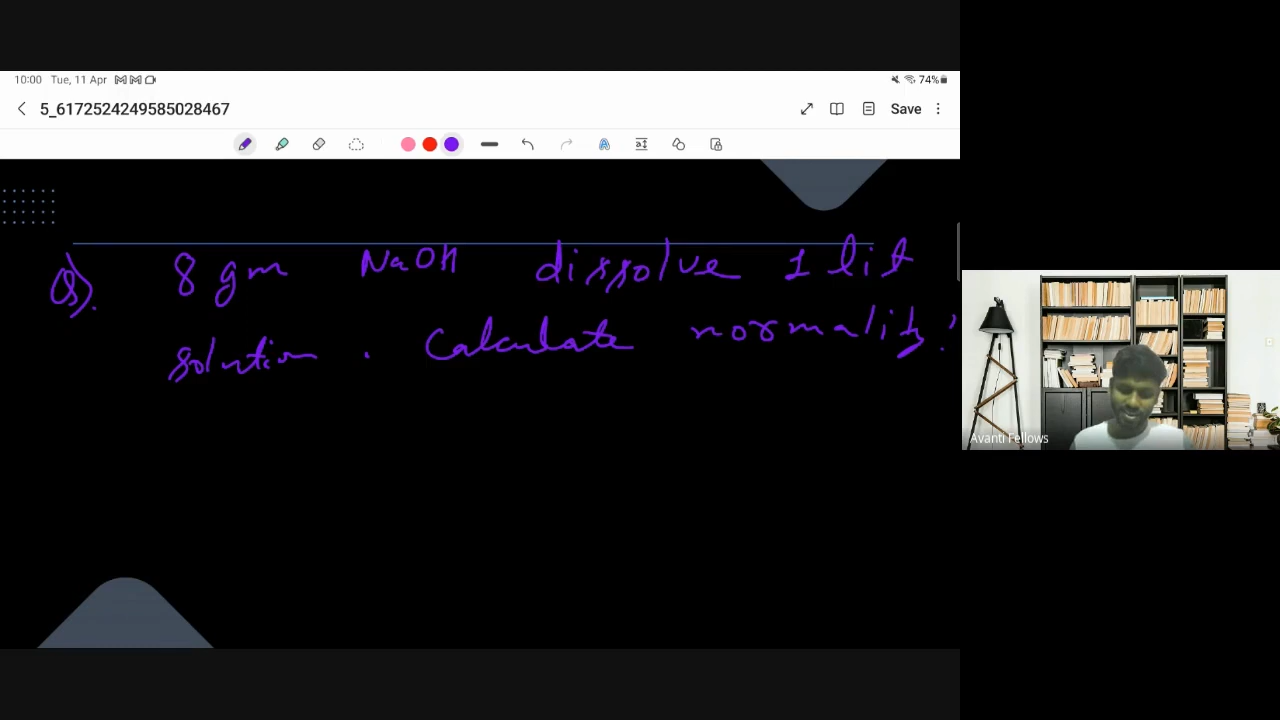 10:00 Tue, 11 Apr
74%
5_6172524249585028467
Save
Q). 8 gm NaOH dissolve 1 lit
solution. Calculate normality?
Avanti Fellows